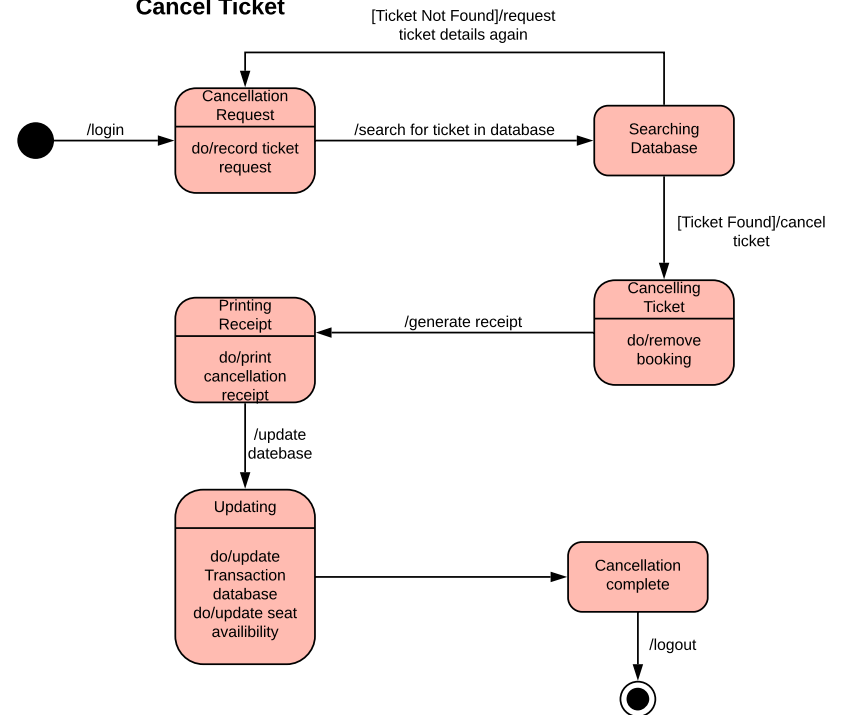 Cancel Ticket
[Ticket Not Found]/request
ticket details again
/login
Cancellation
Request
do/record ticket
request
/search for ticket in database
Searching
Database
[Ticket Found]/cancel
ticket
Cancelling
Ticket
do/remove
booking
/generate receipt
Printing
Receipt
do/print
cancellation
receipt
/update
datebase
Updating
do/update
Transaction
database
do/update seat
availibility
Cancellation
complete
/logout